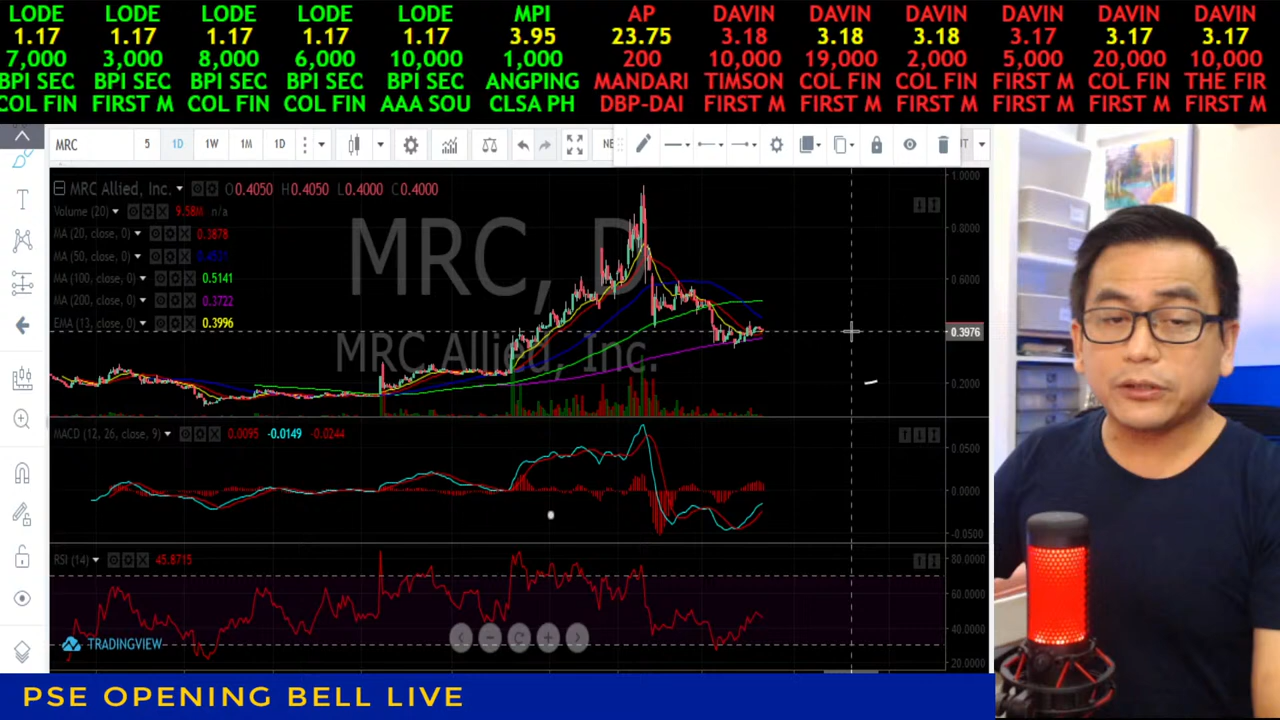 LODE LODE LODE LODE LODE MPI AP DAVIN DAVIN DAVIN DAVIN DAVIN DAVIN
1.17 1.17 1.17 1.17 1.17 3.95 23.75 3.18 3.18 3.18 3.17 3.17 3.17
7,000 3,000 8,000 6,000 10,000 1,000 200 10,000 19,000 2,000 5,000 20,000 10,000
BPI SEC BPI SEC BPI SEC BPI SEC BPI SEC ANGPING MANDARI TIMSON COL FIN COL FIN FIRST M COL FIN THE FIR
COL FIN FIRST M COL FIN COL FIN AAA SOU CLSA PH DBP-DAI FIRST M FIRST M FIRST M FIRST M FIRST M FIRST M
MRC 5 1D 1W 1M 1D NE IT
MRC Allied, Inc. O0.4050 H0.4050 L0.4000 C0.4000
Volume (20) 9.58M n/a
MA (20, close, 0) 0.3878
MA (50, close, 0)
MA (100, close, 0) 0.5141
MA (200, close, 0) 0.3722
EMA (13, close, 0) 0.3996
MRC, D
MRC Allied, Inc.
1.0000
0.8000
0.6000
0.3976
0.2000
MACD (12, 26, close, 9) 0.0095 -0.0149 -0.0244
0.0500
0.0000
-0.0500
RSI (14) 45.8715
80.0000
60.0000
40.0000
20.0000
TRADINGVIEW
PSE OPENING BELL LIVE